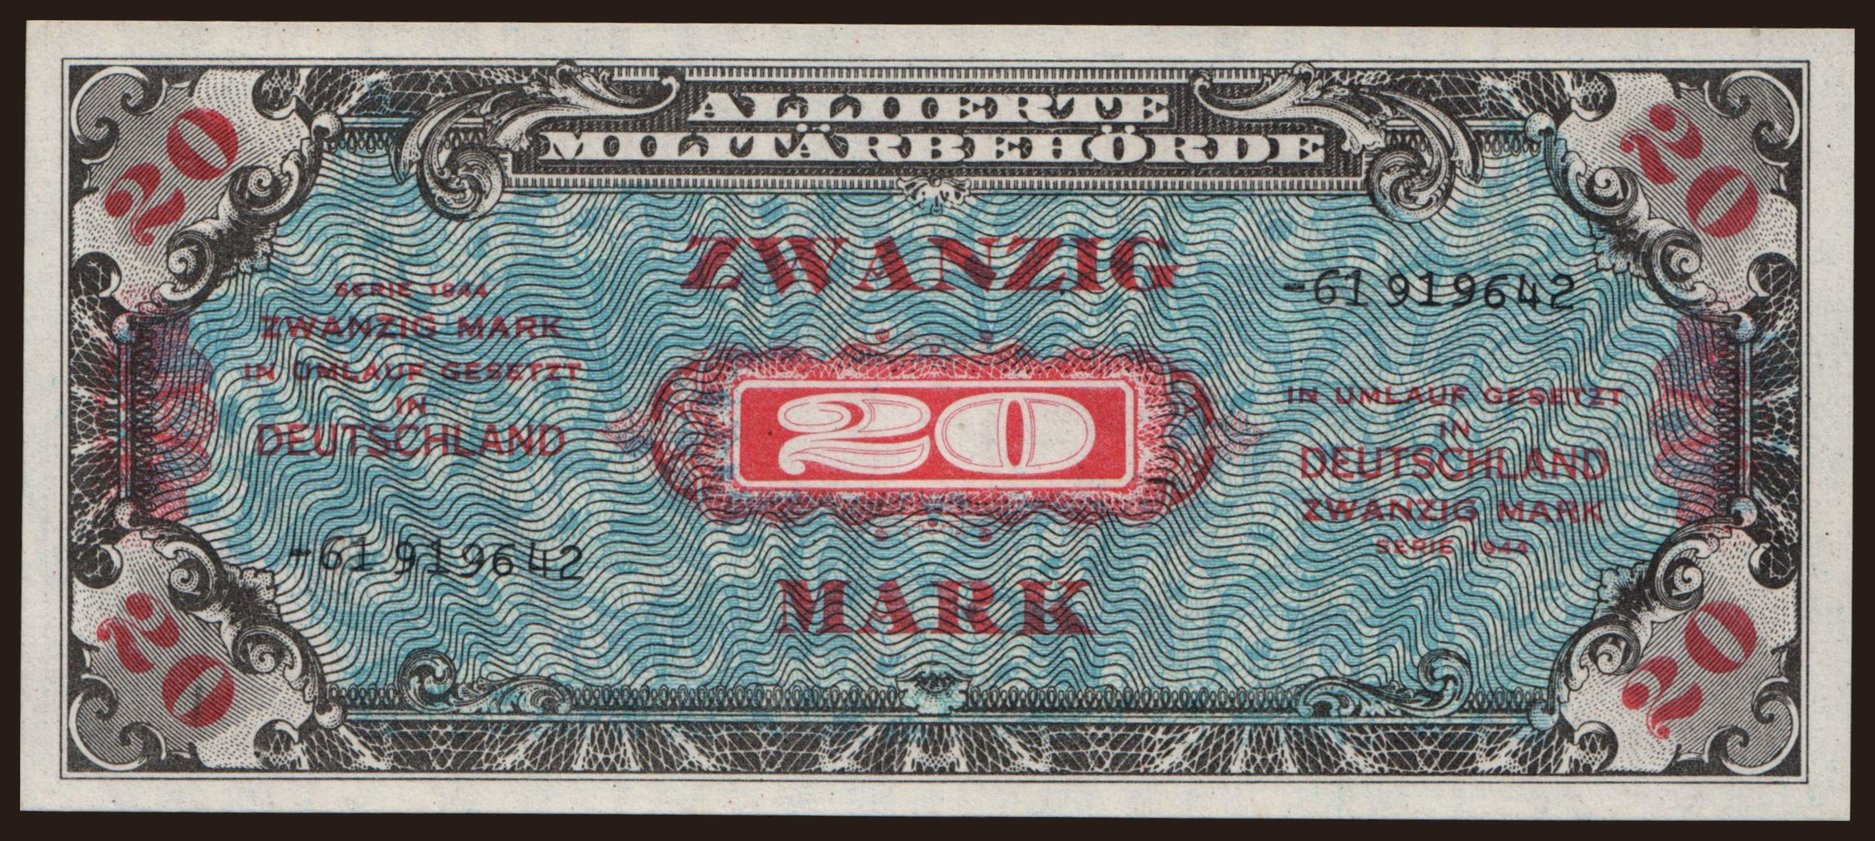 ALLIIERTE
MILITÄRBEHÖRDE
20
20
ZWANZIG
-61 919642
SERIE 1944
ZWANZIG MARK
IN UMLAUF GESETZT
IN
DEUTSCHLAND
20
IN UMLAUF GESETZT
IN
DEUTSCHLAND
ZWANZIG MARK
SERIE 1944
-61 919642
MARK
20
20